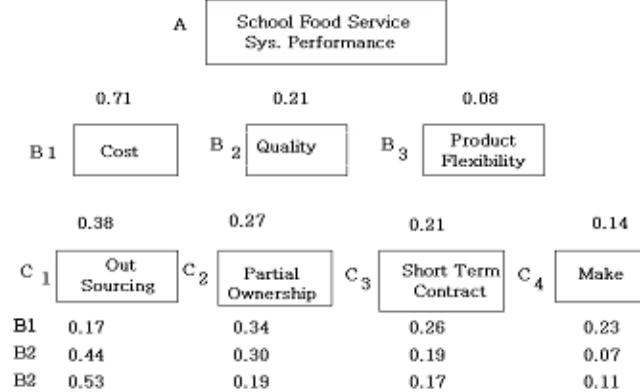 A
School Food Service
Sys. Performance
0.71 0.21 0.08
B 1 Cost B 2 Quality B 3 Product
Flexibility
0.38 0.27 0.21 0.14
C 1 Out
Sourcing C 2 Partial
Ownership C 3 Short Term
Contract C 4 Make
B1 0.17 0.34 0.26 0.23
B2 0.44 0.30 0.19 0.07
B2 0.53 0.19 0.17 0.11